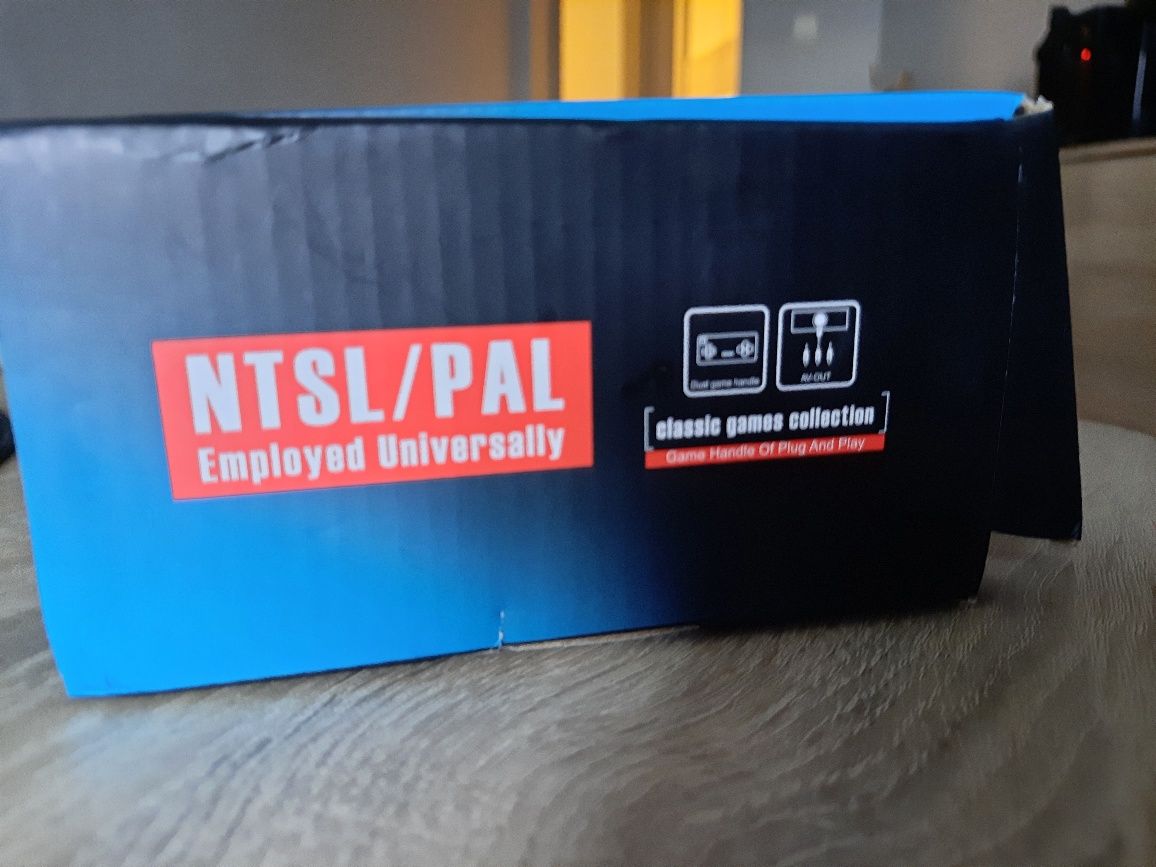 NTSL/PAL
Employed Universally
Dual game handle
AV-OUT
classic games collection
Game Handle Of Plug And Play